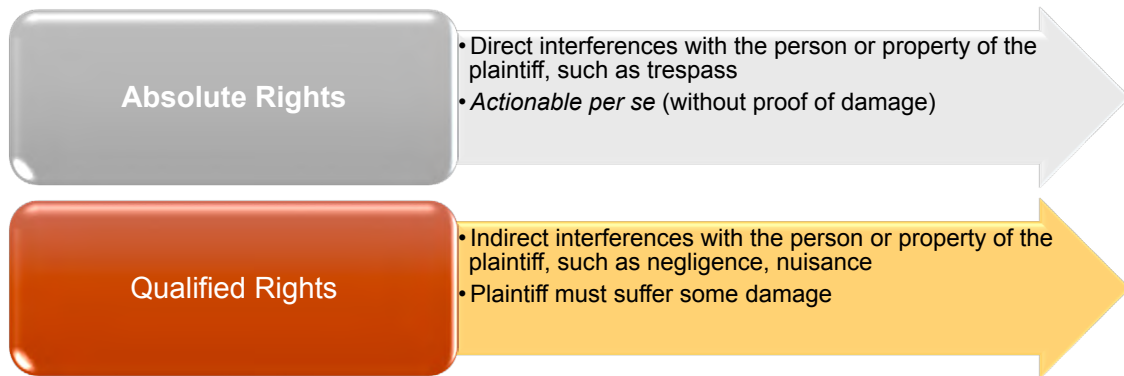 Absolute Rights
• Direct interferences with the person or property of the
plaintiff, such as trespass
• Actionable per se (without proof of damage)
Qualified Rights
• Indirect interferences with the person or property of the
plaintiff, such as negligence, nuisance
• Plaintiff must suffer some damage